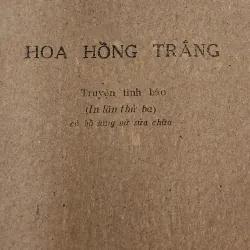 HOA HỒNG TRẮNG
Truyện tình báo
(In lần thứ ba)
có bổ sung và sửa chữa